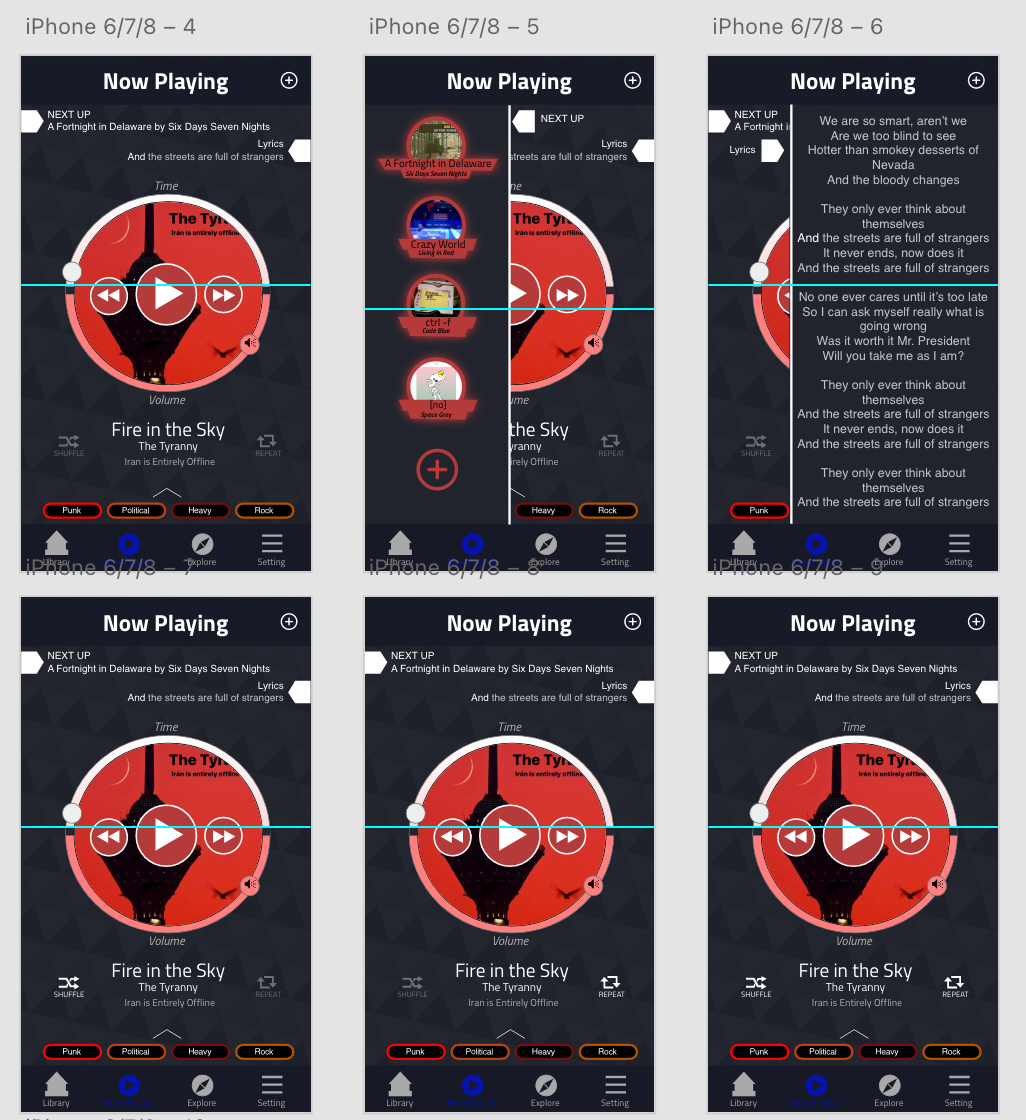 iPhone 6/7/8 – 4
Now Playing
NEXT UP
A Fortnight in Delaware by Six Days Seven Nights
Lyrics
And the streets are full of strangers
Time
The Tyr
Iran is entirely offline
Volume
Fire in the Sky
The Tyranny
Iran is Entirely Offline
SHUFFLE
REPEAT
Punk
Political
Heavy
Rock
Library
Explore
Setting
iPhone 6/7/8 – 5
Now Playing
A Fortnight in Delaware
Six Days Seven Nights
Crazy World
Living in Red
ctrl -f
Code Blue
[no]
Space Grey
NEXT UP
Lyrics
streets are full of strangers
me
The Tyr
Iran is entirely offline
lume
the Sky
yranny
irely Offline
REPEAT
Heavy
Rock
Library
Explore
Setting
iPhone 6/7/8 – 6
Now Playing
NEXT UP
A Fortnight i
Lyrics
SHUFFLE
Punk
We are so smart, aren't we
Are we too blind to see
Hotter than smokey desserts of
Nevada
And the bloody changes
They only ever think about
themselves
And the streets are full of strangers
It never ends, now does it
And the streets are full of strangers
No one ever cares until it's too late
So I can ask myself really what is
going wrong
Was it worth it Mr. President
Will you take me as I am?
They only ever think about
themselves
And the streets are full of strangers
It never ends, now does it
And the streets are full of strangers
They only ever think about
themselves
And the streets are full of strangers
Library
Explore
Setting
iPhone 6/7/8 – 7
Now Playing
NEXT UP
A Fortnight in Delaware by Six Days Seven Nights
Lyrics
And the streets are full of strangers
Time
The Tyr
Iran is entirely offline
Volume
Fire in the Sky
The Tyranny
Iran is Entirely Offline
SHUFFLE
REPEAT
Punk
Political
Heavy
Rock
Library
Explore
Setting
iPhone 6/7/8 – 8
Now Playing
NEXT UP
A Fortnight in Delaware by Six Days Seven Nights
Lyrics
And the streets are full of strangers
Time
The Tyr
Iran is entirely offline
Volume
Fire in the Sky
The Tyranny
Iran is Entirely Offline
SHUFFLE
REPEAT
Punk
Political
Heavy
Rock
Library
Explore
Setting
iPhone 6/7/8 – 9
Now Playing
NEXT UP
A Fortnight in Delaware by Six Days Seven Nights
Lyrics
And the streets are full of strangers
Time
The Tyr
Iran is entirely offline
Volume
Fire in the Sky
The Tyranny
Iran is Entirely Offline
SHUFFLE
REPEAT
Punk
Political
Heavy
Rock
Library
Explore
Setting